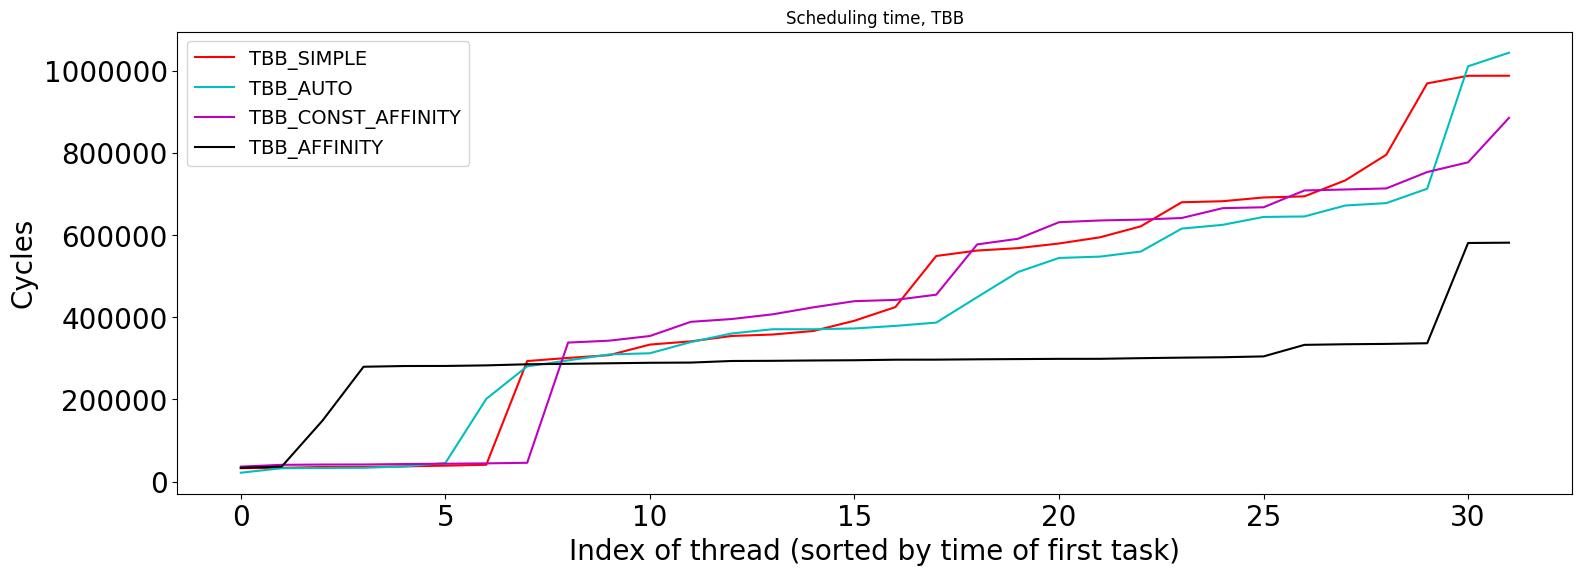 Scheduling time, TBB
TBB_SIMPLE
TBB_AUTO
TBB_CONST_AFFINITY
TBB_AFFINITY
1000000
800000
600000
400000
200000
0
Cycles
0 5 10 15 20 25 30
Index of thread (sorted by time of first task)